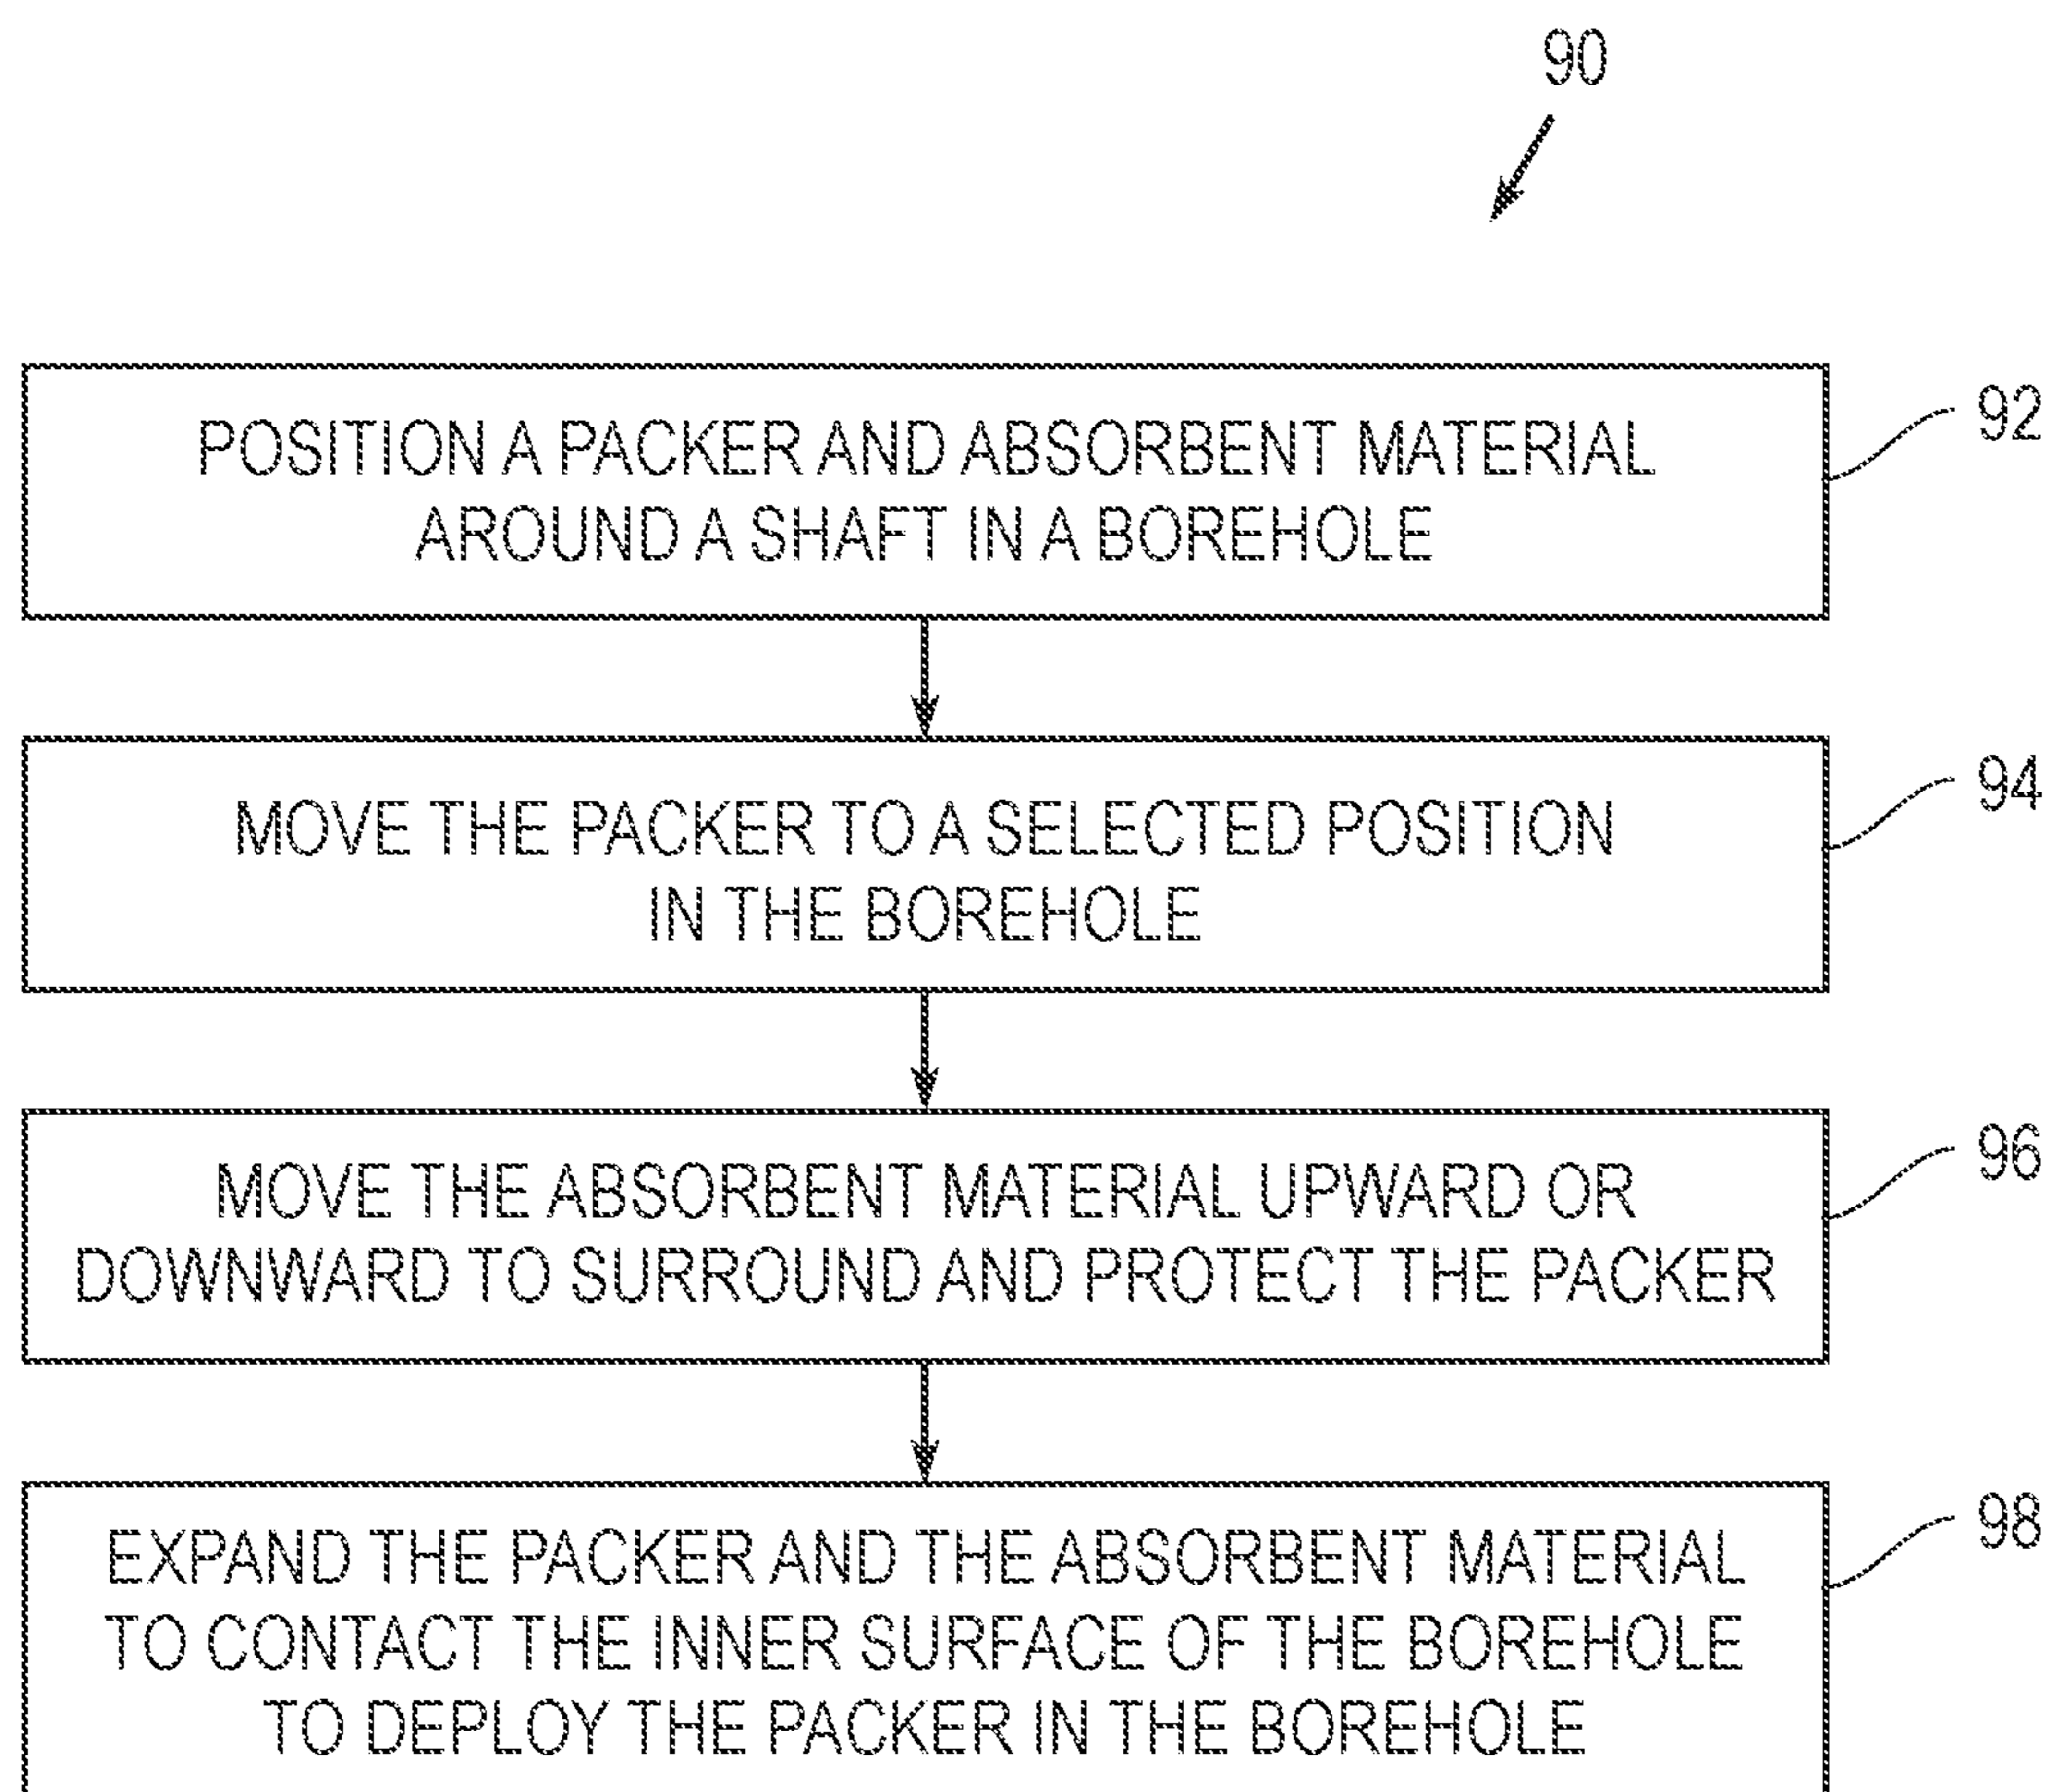 90
POSITION A PACKER AND ABSORBENT MATERIAL
AROUND A SHAFT IN A BOREHOLE
92
MOVE THE PACKER TO A SELECTED POSITION
IN THE BOREHOLE
94
MOVE THE ABSORBENT MATERIAL UPWARD OR
DOWNWARD TO SURROUND AND PROTECT THE PACKER
96
EXPAND THE PACKER AND THE ABSORBENT MATERIAL
TO CONTACT THE INNER SURFACE OF THE BOREHOLE
TO DEPLOY THE PACKER IN THE BOREHOLE
98